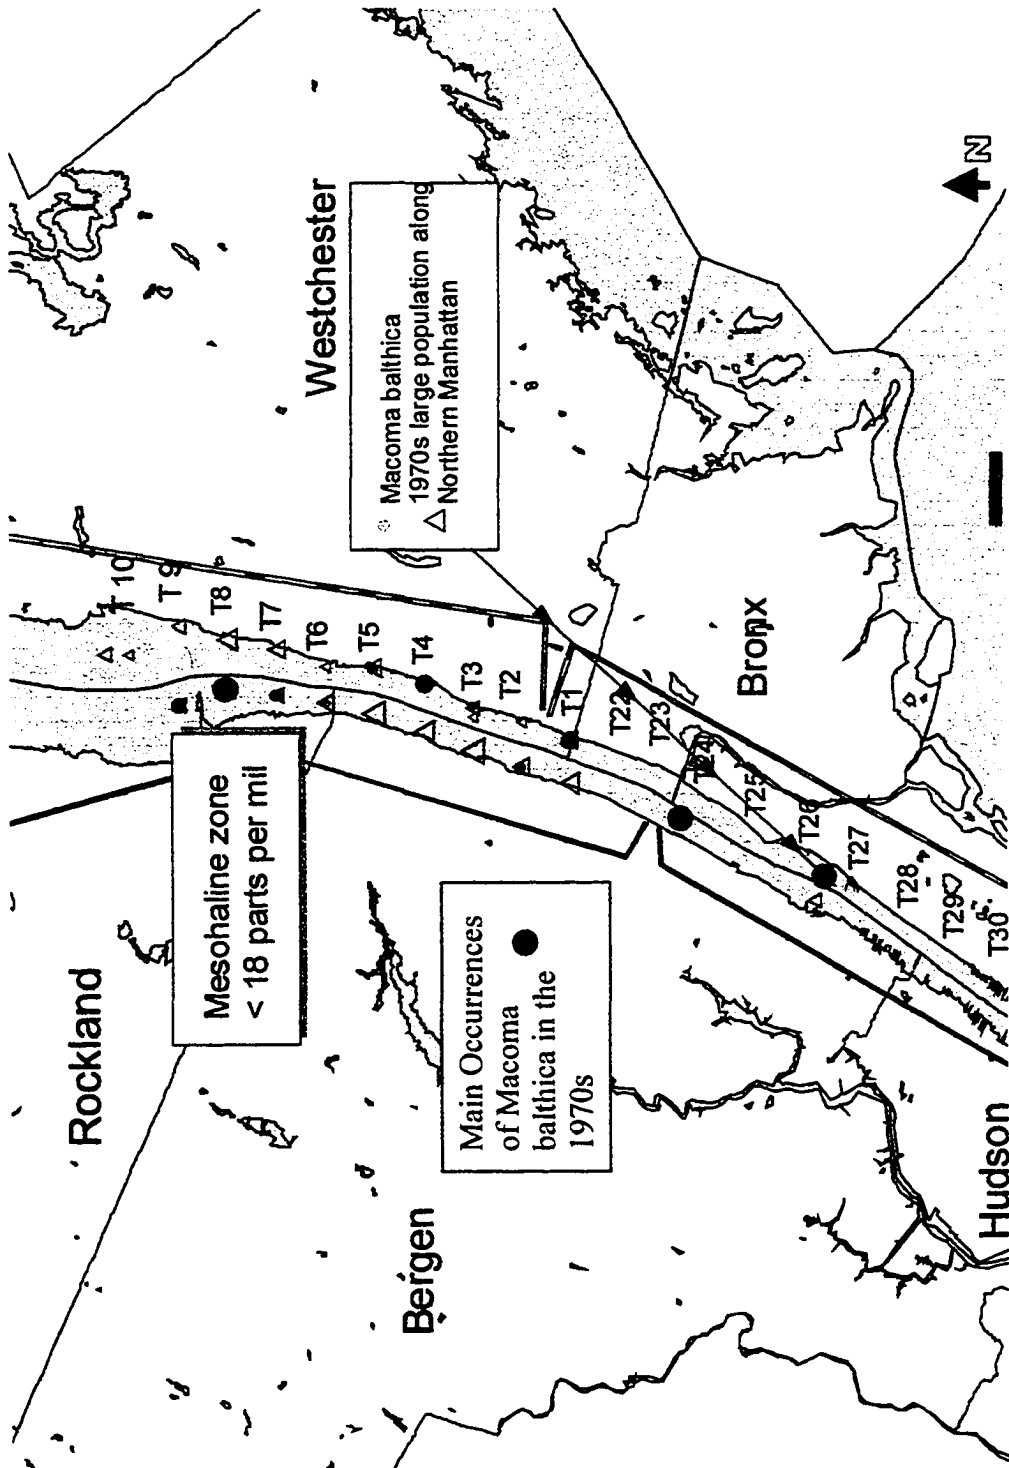 Westchester
Macoma balthica
1970s large population along
Northern Manhattan
N
T 10
T 9
T8
T7
T6
T5
T4
T3
T2
T1
T22
T23
T24
T25
T26
T27
T28
T29
T30
Bronx
Mesohaline zone
< 18 parts per mil
Rockland
Main Occurrences
of Macoma
balthica in the
1970s
Bergen
Hudson